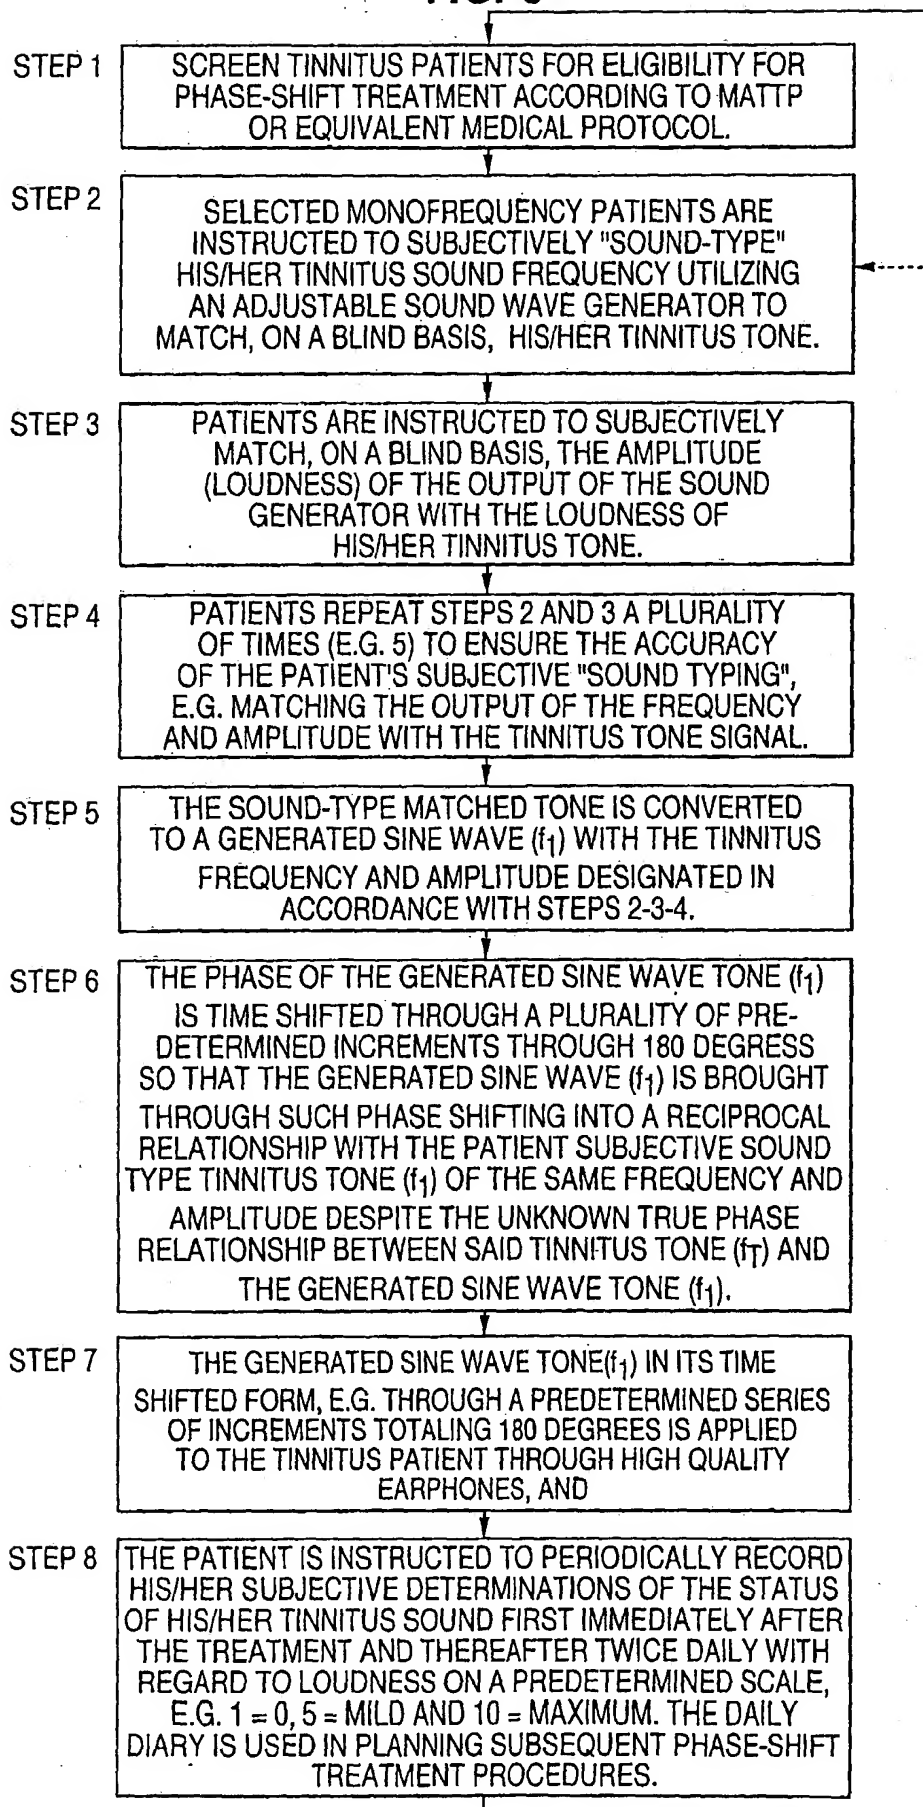 STEP 1
SCREEN TINNITUS PATIENTS FOR ELIGIBILITY FOR
PHASE-SHIFT TREATMENT ACCORDING TO MATTP
OR EQUIVALENT MEDICAL PROTOCOL.
STEP 2
SELECTED MONOFREQUENCY PATIENTS ARE
INSTRUCTED TO SUBJECTIVELY "SOUND-TYPE"
HIS/HER TINNITUS SOUND FREQUENCY UTILIZING
AN ADJUSTABLE SOUND WAVE GENERATOR TO
MATCH, ON A BLIND BASIS, HIS/HER TINNITUS TONE.
STEP 3
PATIENTS ARE INSTRUCTED TO SUBJECTIVELY
MATCH, ON A BLIND BASIS, THE AMPLITUDE
(LOUDNESS) OF THE OUTPUT OF THE SOUND
GENERATOR WITH THE LOUDNESS OF
HIS/HER TINNITUS TONE.
STEP 4
PATIENTS REPEAT STEPS 2 AND 3 A PLURALITY
OF TIMES (E.G. 5) TO ENSURE THE ACCURACY
OF THE PATIENT'S SUBJECTIVE "SOUND TYPING",
E.G. MATCHING THE OUTPUT OF THE FREQUENCY
AND AMPLITUDE WITH THE TINNITUS TONE SIGNAL.
STEP 5
THE SOUND-TYPE MATCHED TONE IS CONVERTED
TO A GENERATED SINE WAVE (f1) WITH THE TINNITUS
FREQUENCY AND AMPLITUDE DESIGNATED IN
ACCORDANCE WITH STEPS 2-3-4.
STEP 6
THE PHASE OF THE GENERATED SINE WAVE TONE (f1)
IS TIME SHIFTED THROUGH A PLURALITY OF PRE-
DETERMINED INCREMENTS THROUGH 180 DEGRESS
SO THAT THE GENERATED SINE WAVE (f1) IS BROUGHT
THROUGH SUCH PHASE SHIFTING INTO A RECIPROCAL
RELATIONSHIP WITH THE PATIENT SUBJECTIVE SOUND
TYPE TINNITUS TONE (f1) OF THE SAME FREQUENCY AND
AMPLITUDE DESPITE THE UNKNOWN TRUE PHASE
RELATIONSHIP BETWEEN SAID TINNITUS TONE (fT) AND
THE GENERATED SINE WAVE TONE (f1).
STEP 7
THE GENERATED SINE WAVE TONE(f1) IN ITS TIME
SHIFTED FORM, E.G. THROUGH A PREDETERMINED SERIES
OF INCREMENTS TOTALING 180 DEGREES IS APPLIED
TO THE TINNITUS PATIENT THROUGH HIGH QUALITY
EARPHONES, AND
STEP 8
THE PATIENT IS INSTRUCTED TO PERIODICALLY RECORD
HIS/HER SUBJECTIVE DETERMINATIONS OF THE STATUS
OF HIS/HER TINNITUS SOUND FIRST IMMEDIATELY AFTER
THE TREATMENT AND THEREAFTER TWICE DAILY WITH
REGARD TO LOUDNESS ON A PREDETERMINED SCALE,
E.G. 1 = 0, 5 = MILD AND 10 = MAXIMUM. THE DAILY
DIARY IS USED IN PLANNING SUBSEQUENT PHASE-SHIFT
TREATMENT PROCEDURES.